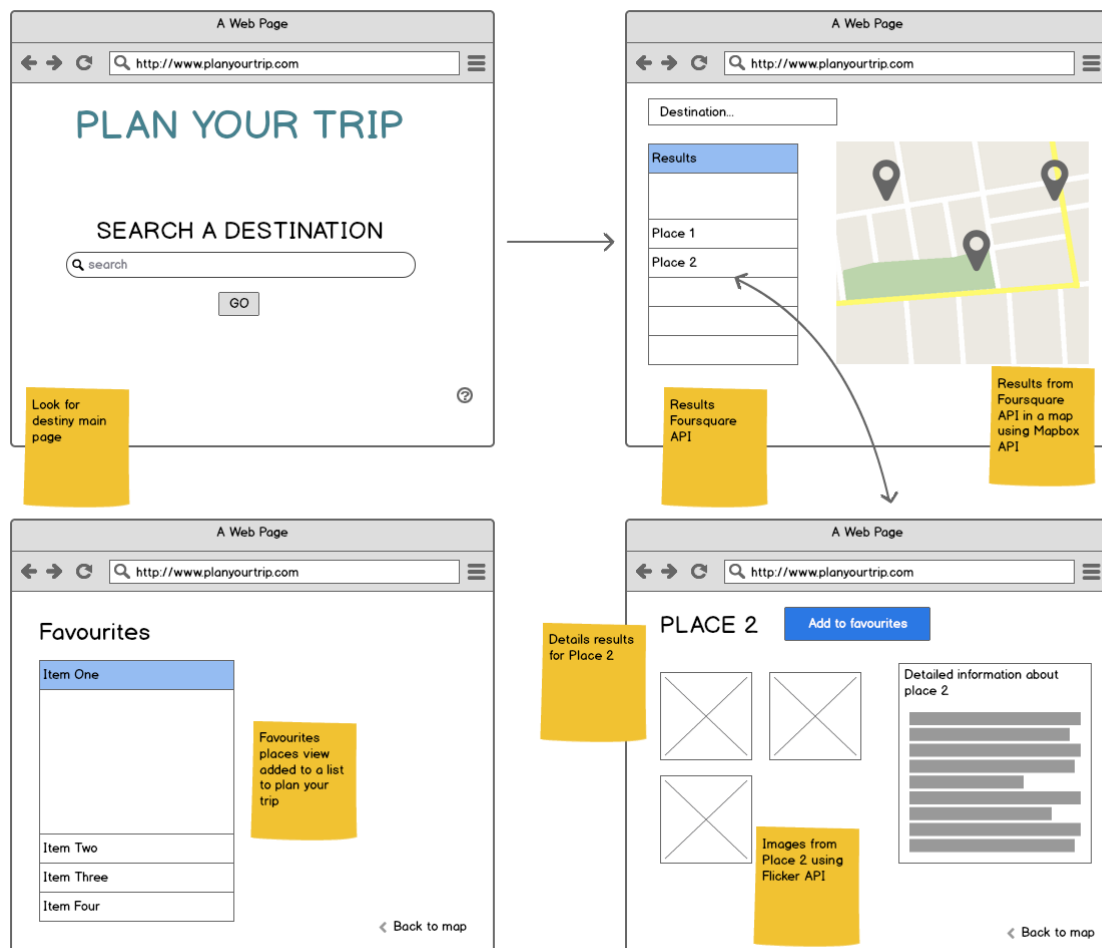 A Web Page
http://www.planyourtrip.com
PLAN YOUR TRIP
SEARCH A DESTINATION
search
GO
?
Look for
destiny main
page
A Web Page
http://www.planyourtrip.com
Destination...
Results
Place 1
Place 2
Results
Foursquare
API
Results from
Foursquare
API in a map
using Mapbox
API
A Web Page
http://www.planyourtrip.com
Favourites
Item One
Item Two
Item Three
Item Four
Favourites
places view
added to a list
to plan your
trip
Back to map
A Web Page
http://www.planyourtrip.com
Details results
for Place 2
PLACE 2
Add to favourites
Detailed information about
place 2
Images from
Place 2 using
Flicker API
Back to map